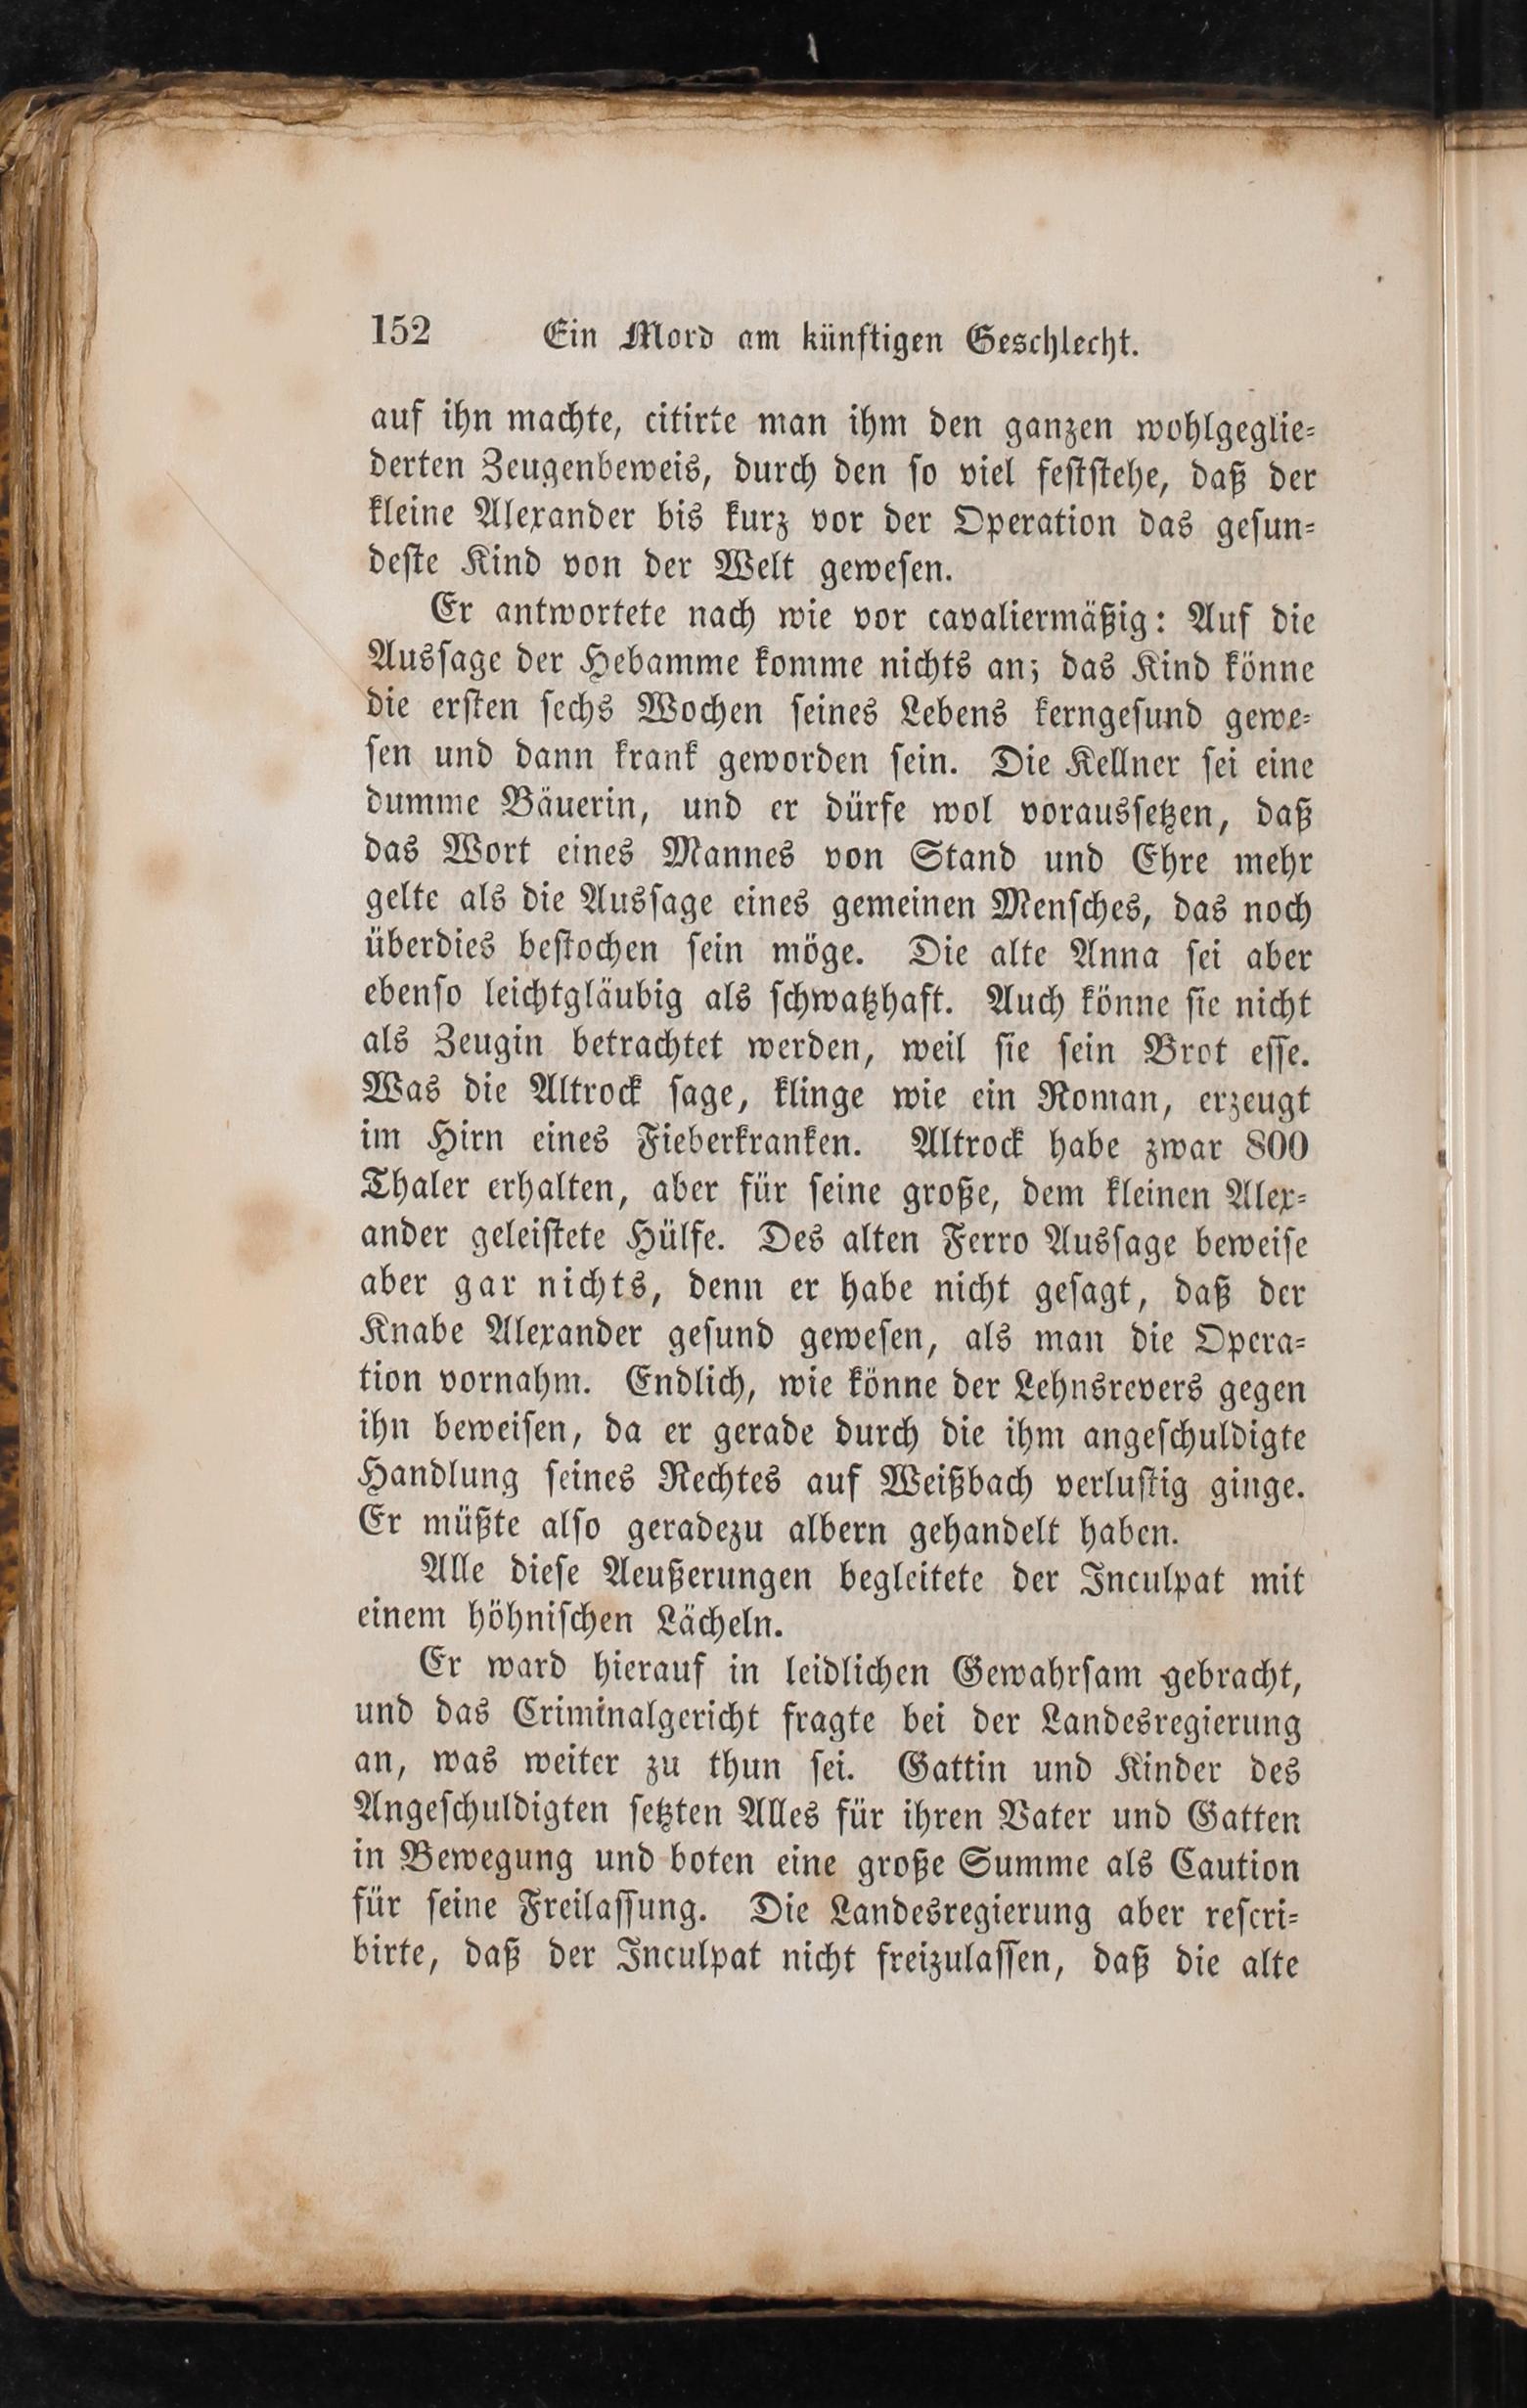 152 Ein Mord am künftigen Geschlecht.
auf ihn machte, citirte man ihm den ganzen wohlgeglie-
derten Zeugenbeweis, durch den so viel feststehe, daß der
kleine Alexander bis kurz vor der Operation das gesun-
deste Kind von der Welt gewesen.
Er antwortete nach wie vor cavaliermäßig: Auf die
Aussage der Hebamme komme nichts an; das Kind könne
die ersten sechs Wochen seines Lebens kerngesund gewe-
sen und dann krank geworden sein. Die Kellner sei eine
dumme Bäuerin, und er dürfe wol voraussetzen, daß
das Wort eines Mannes von Stand und Ehre mehr
gelte als die Aussage eines gemeinen Mensches, das noch
überdies bestochen sein möge. Die alte Anna sei aber
ebenso leichtgläubig als schwatzhaft. Auch könne sie nicht
als Zeugin betrachtet werden, weil sie sein Brot esse.
Was die Altrock sage, klinge wie ein Roman, erzeugt
im Hirn eines Fieberkranken. Altrock habe zwar 800
Thaler erhalten, aber für seine große, dem kleinen Alex-
ander geleistete Hülfe. Des alten Ferro Aussage beweise
aber gar nichts, denn er habe nicht gesagt, daß der
Knabe Alexander gesund gewesen, als man die Opera-
tion vornahm. Endlich, wie könne der Lehnsrevers gegen
ihn beweisen, da er gerade durch die ihm angeschuldigte
Handlung seines Rechtes auf Weißbach verlustig ginge.
Er müßte also geradezu albern gehandelt haben.
Alle diese Aeußerungen begleitete der Inculpat mit
einem höhnischen Lächeln.
Er ward hierauf in leidlichen Gewahrsam gebracht,
und das Criminalgericht fragte bei der Landesregierung
an, was weiter zu thun sei. Gattin und Kinder des
Angeschuldigten setzten Alles für ihren Vater und Gatten
in Bewegung und boten eine große Summe als Caution
für seine Freilassung. Die Landesregierung aber rescri-
birte, daß der Inculpat nicht freizulassen, daß die alte